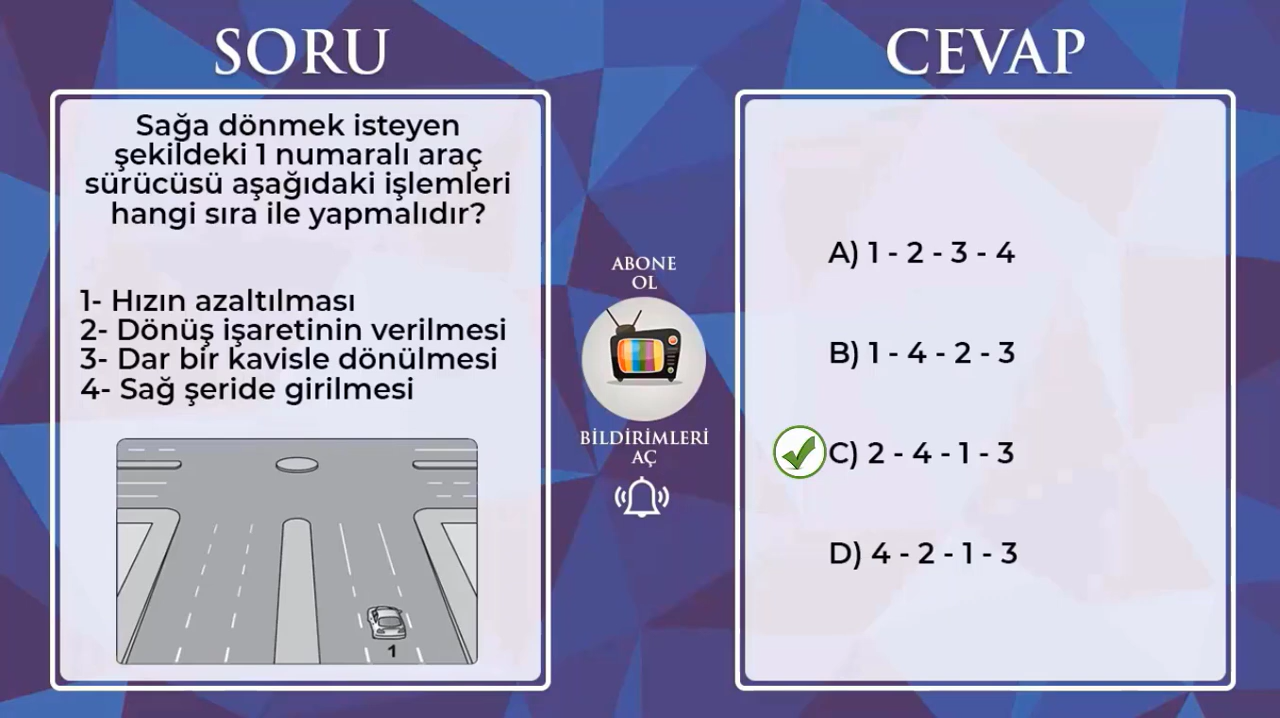 SORU
Sağa dönmek isteyen
şekildeki 1 numaralı araç
sürücüsü aşağıdaki işlemleri
hangi sıra ile yapmalıdır?
1- Hızın azaltılması
2- Dönüş işaretinin verilmesi
3- Dar bir kavisle dönülmesi
4- Sağ şeride girilmesi
1
ABONE
OL
BİLDİRİMLERİ
AÇ
CEVAP
A) 1 - 2 - 3 - 4
B) 1 - 4 - 2 - 3
C) 2 - 4 - 1 - 3
D) 4 - 2 - 1 - 3